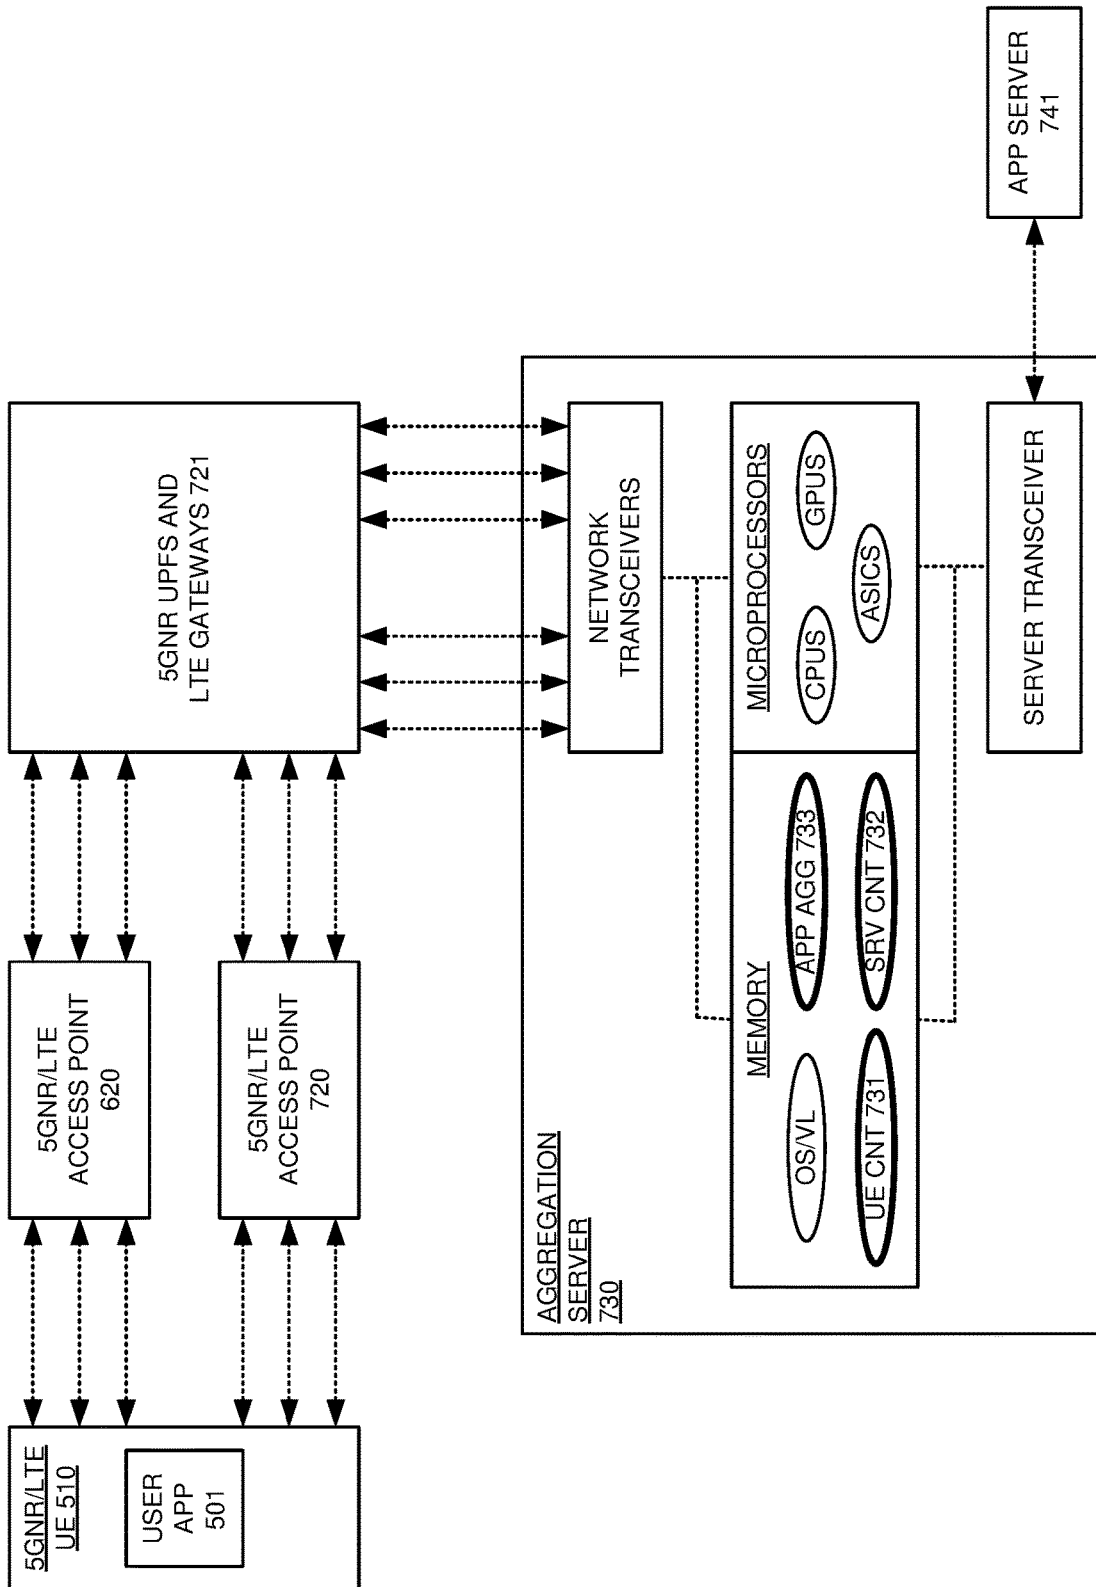 5GNR/LTE
UE 510
USER
APP
501
5GNR/LTE
ACCESS POINT
620
5GNR/LTE
ACCESS POINT
720
5GNR UPFS AND
LTE GATEWAYS 721
AGGREGATION
SERVER
730
NETWORK
TRANSCEIVERS
MEMORY
OS/VL
APP AGG 733
UE CNT 731
SRV CNT 732
MICROPROCESSORS
CPUS
GPUS
ASICS
SERVER TRANSCEIVER
APP SERVER
741